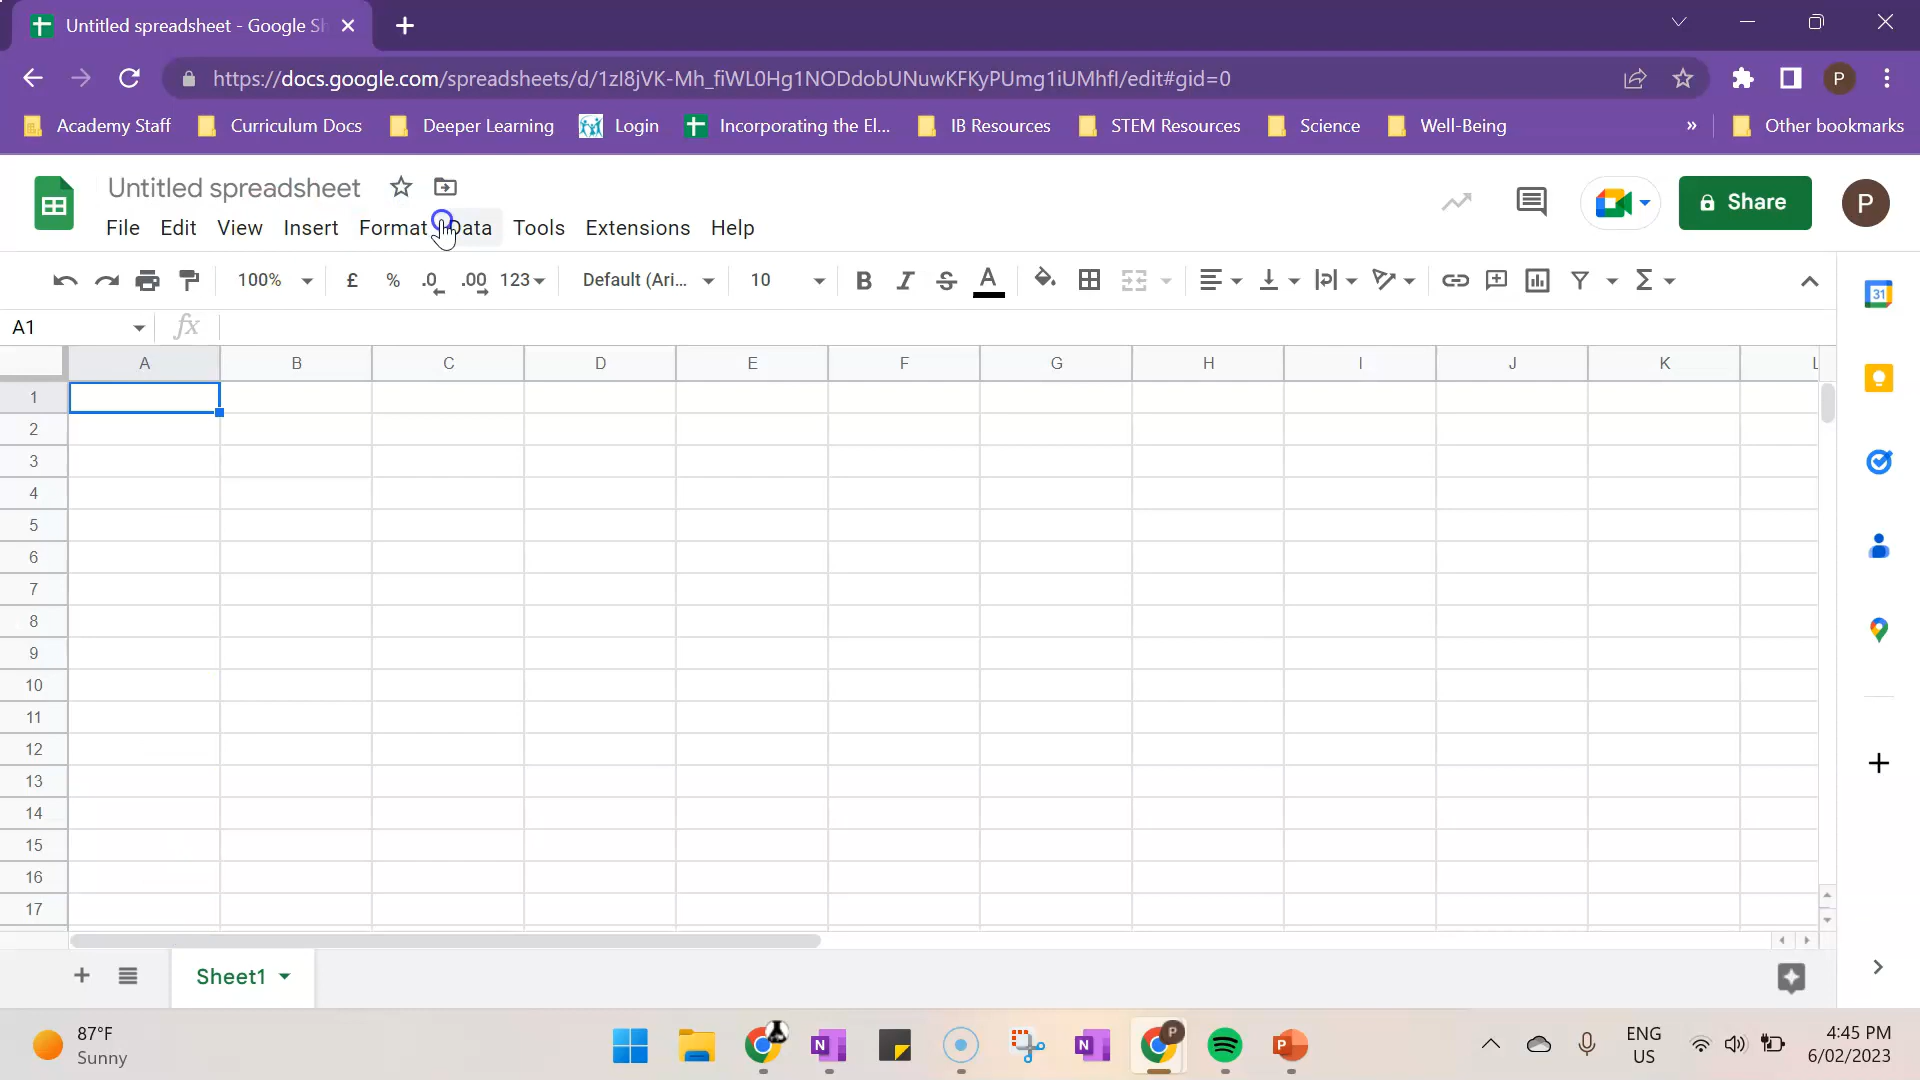 Untitled spreadsheet - Google Sh
https://docs.google.com/spreadsheets/d/1zI8jVK-Mh_fiWL0Hg1NODdobUNuwKFKyPUmg1iUMhfI/edit#gid=0
P
Academy Staff Curriculum Docs Deeper Learning Login Incorporating the El... IB Resources STEM Resources Science Well-Being » Other bookmarks
Untitled spreadsheet
Share
P
File Edit View Insert Format Data Tools Extensions Help
100% £ % .0 .00 123 Default (Ari... 10 B I S A Σ
31
A1 fx
A B C D E F G H I J K L
1
2
3
4
5
6
7
8
9
10
11
12
13
14
15
16
17
Sheet1
87°F
Sunny
N
N
P
P
ENG
US
4:45 PM
6/02/2023